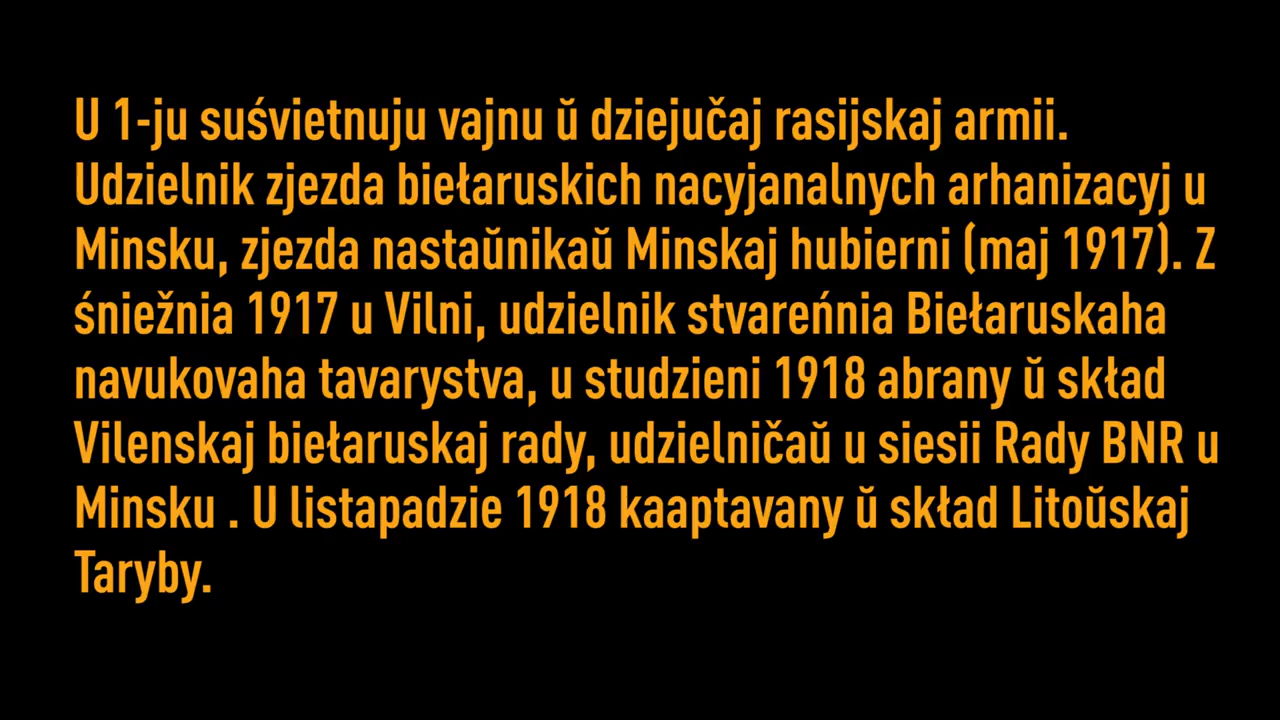 U 1-ju suśvietnuju vajnu ŭ dziejučaj rasijskaj armii.
Udzielnik zjezda biełaruskich nacyjanalnych arhanizacyj u
Minsku, zjezda nastaŭnikaŭ Minskaj hubierni (maj 1917). Z
śniežnia 1917 u Vilni, udzielnik stvareńnia Biełaruskaha
navukovaha tavarystva, u studzieni 1918 abrany ŭ skład
Vilenskaj biełaruskaj rady, udzielničaŭ u siesii Rady BNR u
Minsku . U listapadzie 1918 kaaptavany ŭ skład Litoŭskaj
Taryby.